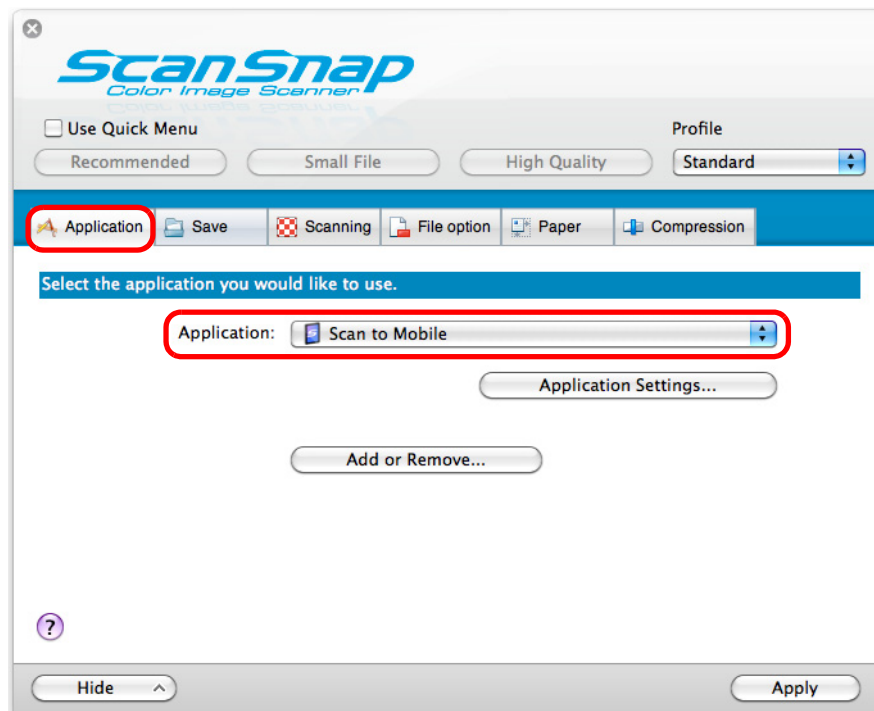 ScanSnap
Color Image Scanner
Use Quick Menu
Profile
Recommended Small File High Quality Standard
Application Save Scanning File option Paper Compression
Select the application you would like to use.
Application: Scan to Mobile
Application Settings...
Add or Remove...
?
Hide Apply